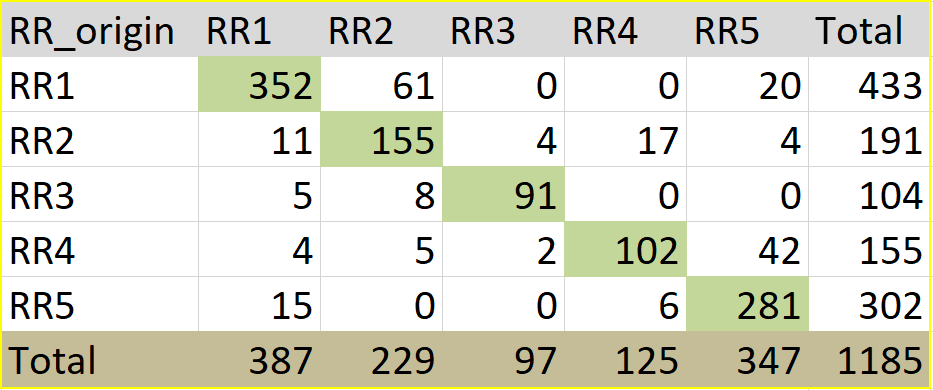 RR_origin RR1 RR2 RR3 RR4 RR5 Total
RR1 352 61 0 0 20 433
RR2 11 155 4 17 4 191
RR3 5 8 91 0 0 104
RR4 4 5 2 102 42 155
RR5 15 0 0 6 281 302
Total 387 229 97 125 347 1185